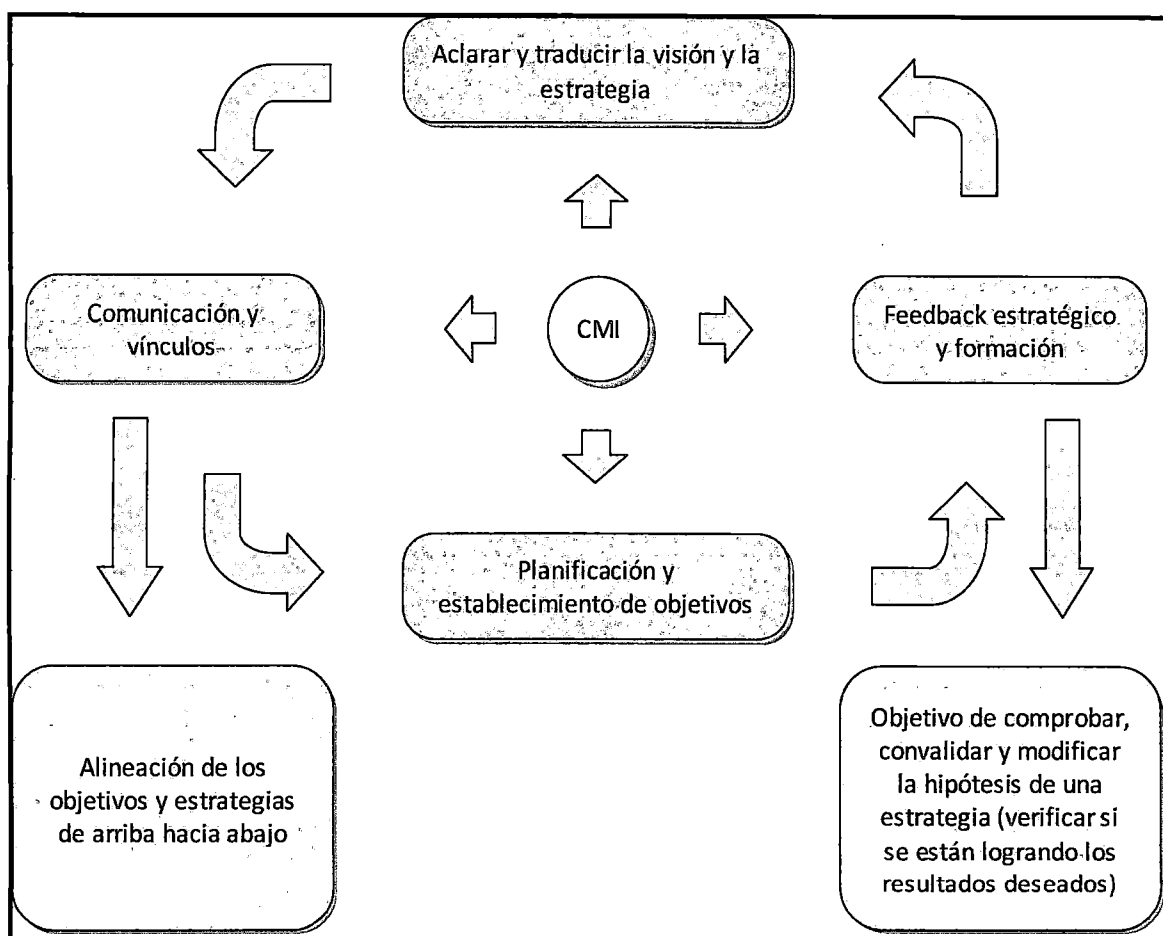 Aclarar y traducir la visión y la
estrategia
Comunicación y
vínculos
CMI
Feedback estratégico
y formación
Planificación y
establecimiento de objetivos
Alineación de los
objetivos y estrategias
de arriba hacia abajo
Objetivo de comprobar,
convalidar y modificar
la hipótesis de una
estrategia (verificar si
se están logrando los
resultados deseados)